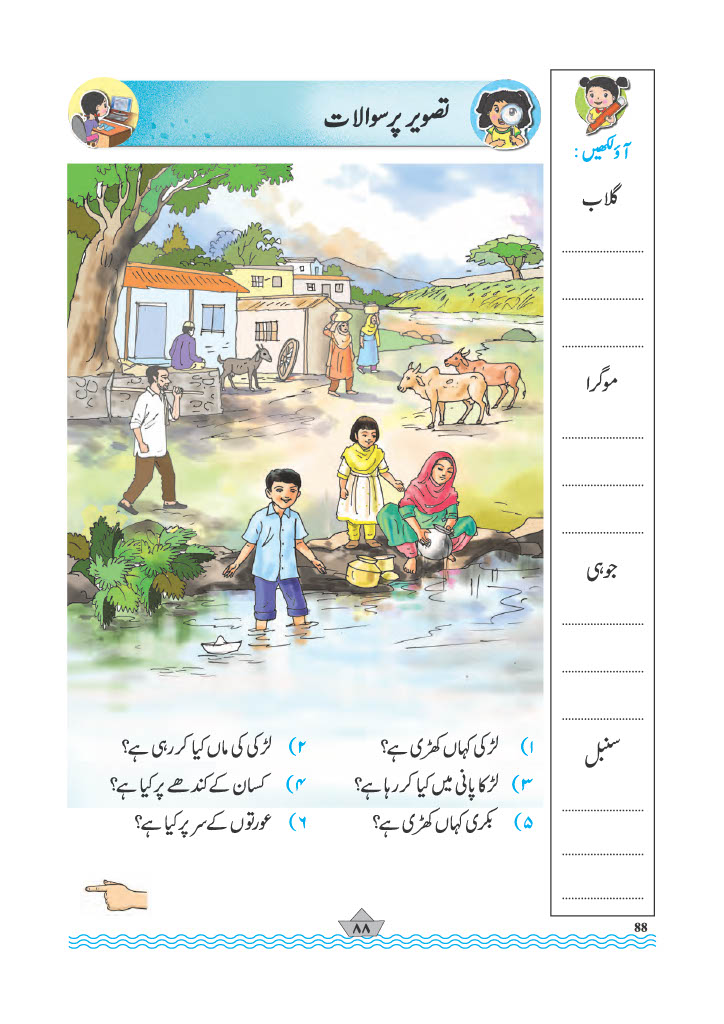 تصویر پر سوالات
آؤ لکھیں :
گلاب
موگرا
جوہی
سنبل
۱) لڑکی کہاں کھڑی ہے؟
۲) لڑکی کی ماں کیا کر رہی ہے؟
۳) لڑکا پانی میں کیا کر رہا ہے؟
۴) کسان کے کندھے پر کیا ہے؟
۵) بکری کہاں کھڑی ہے؟
۶) عورتوں کے سر پر کیا ہے؟
۸۸
88